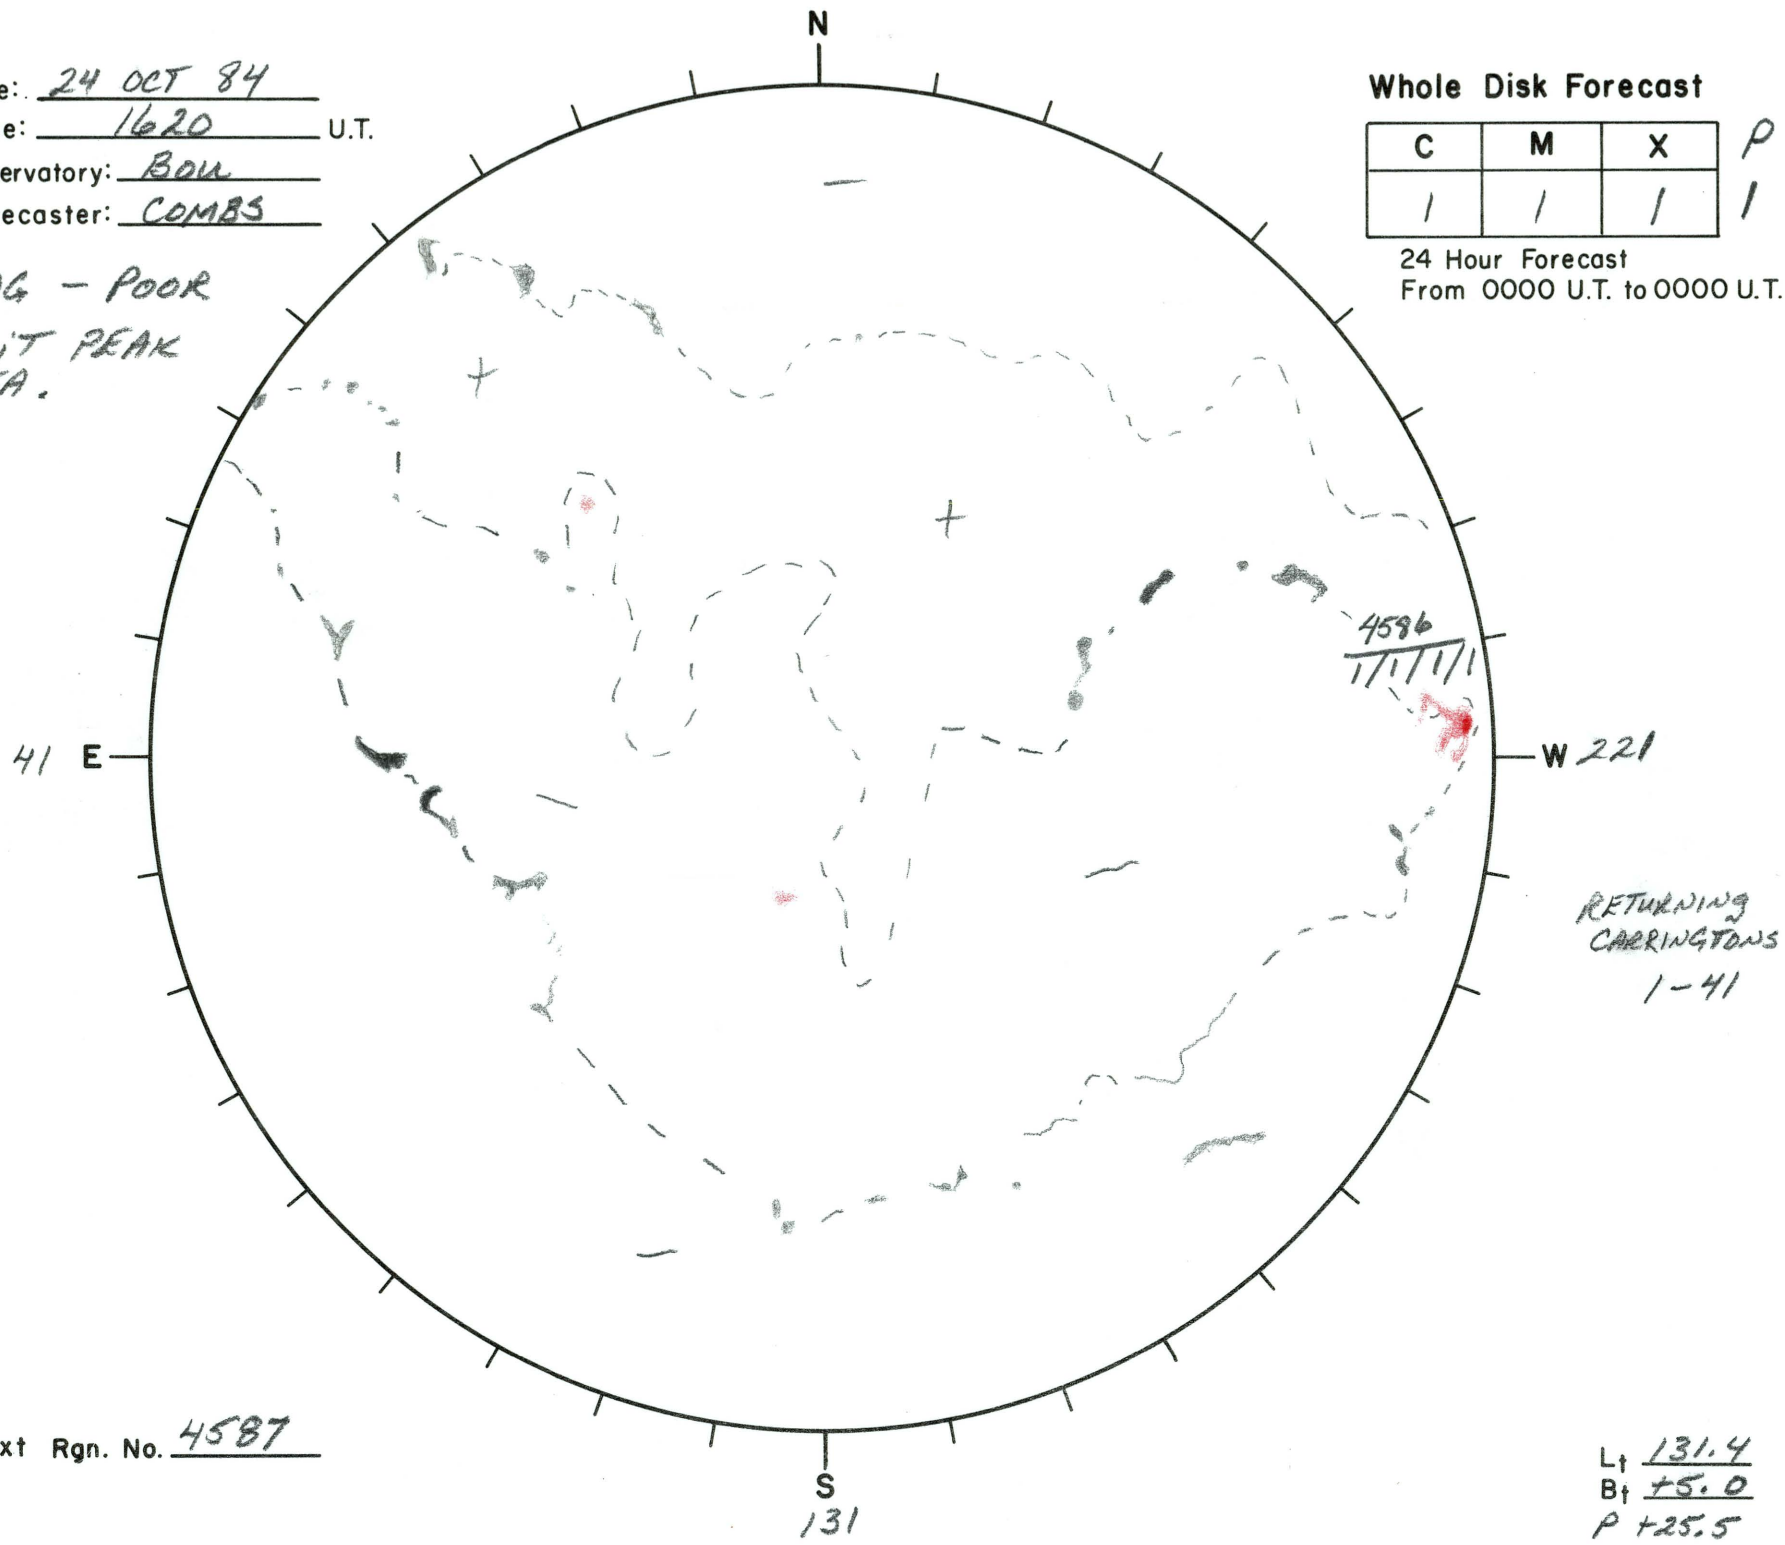 N
e: 24 OCT 84
e: 1620 U.T.
ervatory: BOU
ecaster: COMBS
G - POOR
IT PEAK
A.
Whole Disk Forecast
C M X P
1 1 1 1
24 Hour Forecast
From 0000 U.T. to 0000 U.T.
+
+
4586
41 E
W 221
RETURNING
CARRINGTONS
1-41
xt Rgn. No. 4587
S
131
Lt 131.4
Bt +5.0
P +25.5